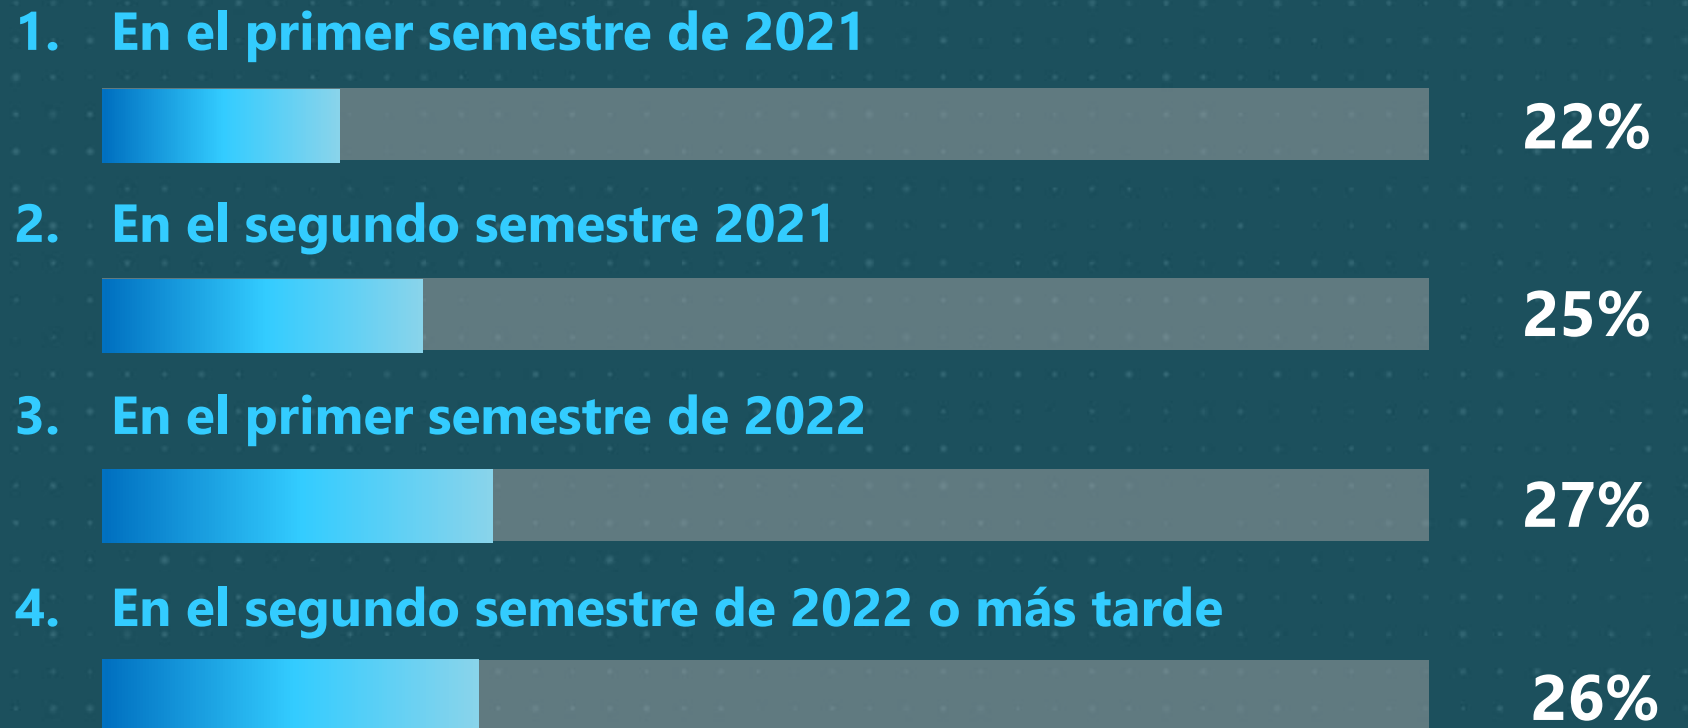 1. En el primer semestre de 2021
22%
2. En el segundo semestre 2021
25%
3. En el primer semestre de 2022
27%
4. En el segundo semestre de 2022 o más tarde
26%